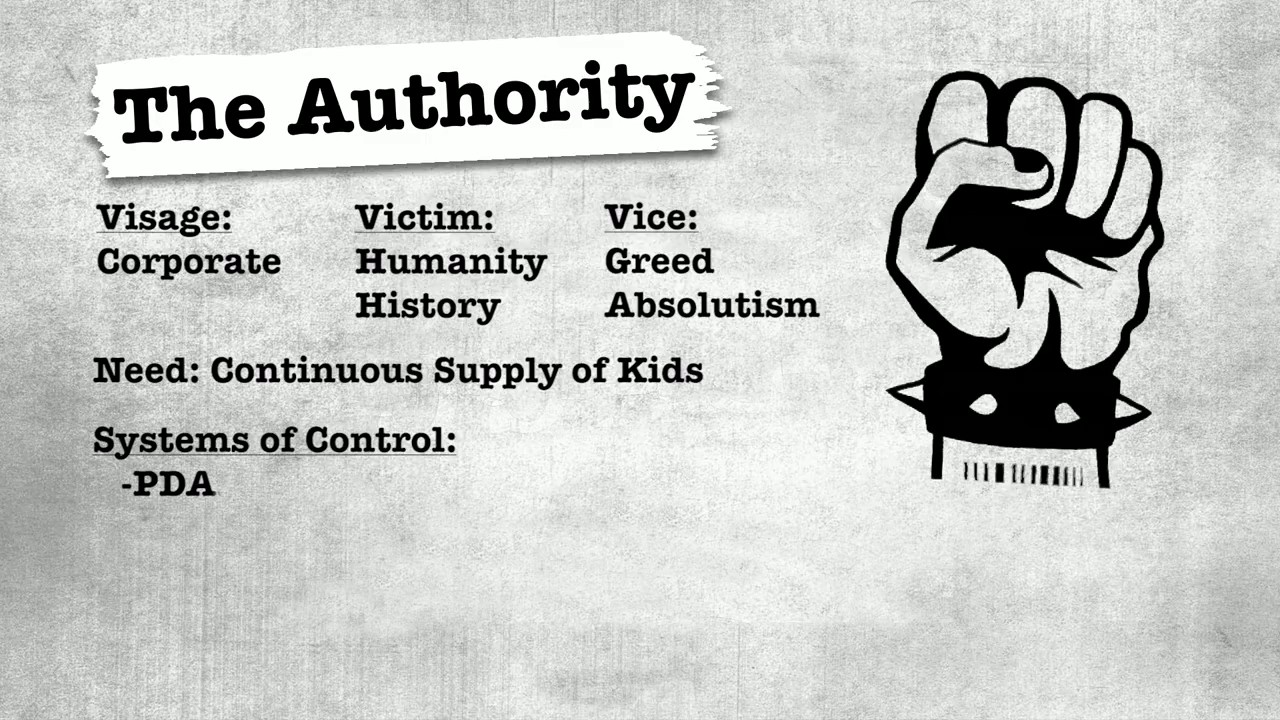 The Authority
Visage: Victim: Vice:
Corporate Humanity Greed
History Absolutism
Need: Continuous Supply of Kids
Systems of Control:
-PDA